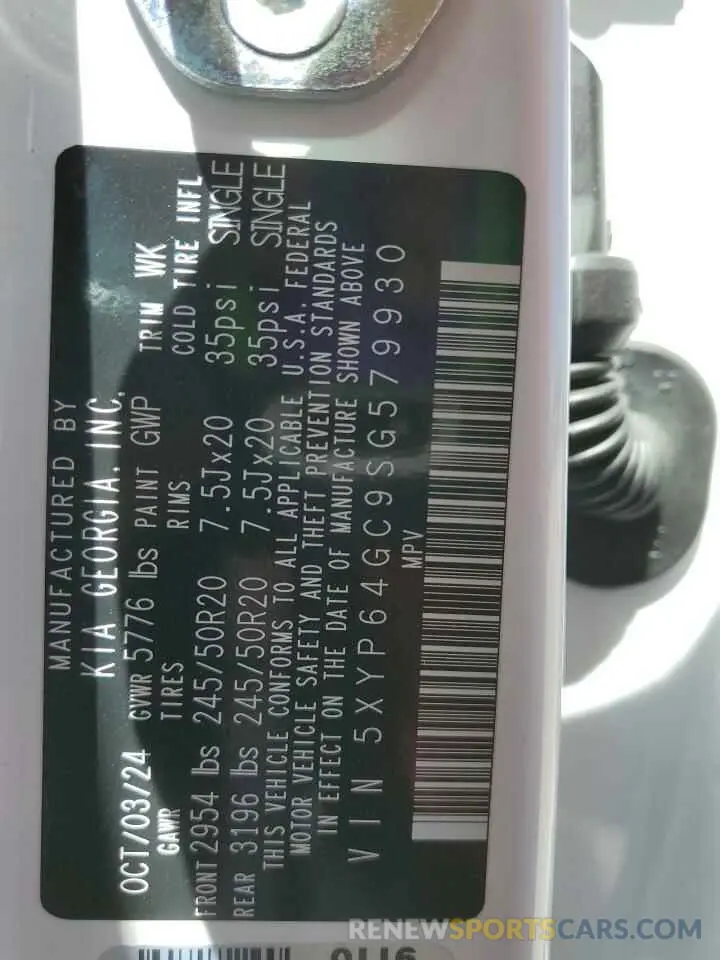 MANUFACTURED BY
KIA GEORGIA, INC.
OCT/03/24 GVWR 5776 lbs PAINT GWP TRIM WK
GAWR TIRES RIMS COLD TIRE INFL
FRONT 2954 lbs 245/50R20 7.5Jx20 35psi SINGLE
REAR 3196 lbs 245/50R20 7.5Jx20 35psi SINGLE
THIS VEHICLE CONFORMS TO ALL APPLICABLE U.S.A. FEDERAL
MOTOR VEHICLE SAFETY AND THEFT PREVENTION STANDARDS
IN EFFECT ON THE DATE OF MANUFACTURE SHOWN ABOVE
VIN 5XYP64GC9SG579930
MPV
RENEWSPORTSCARS.COM